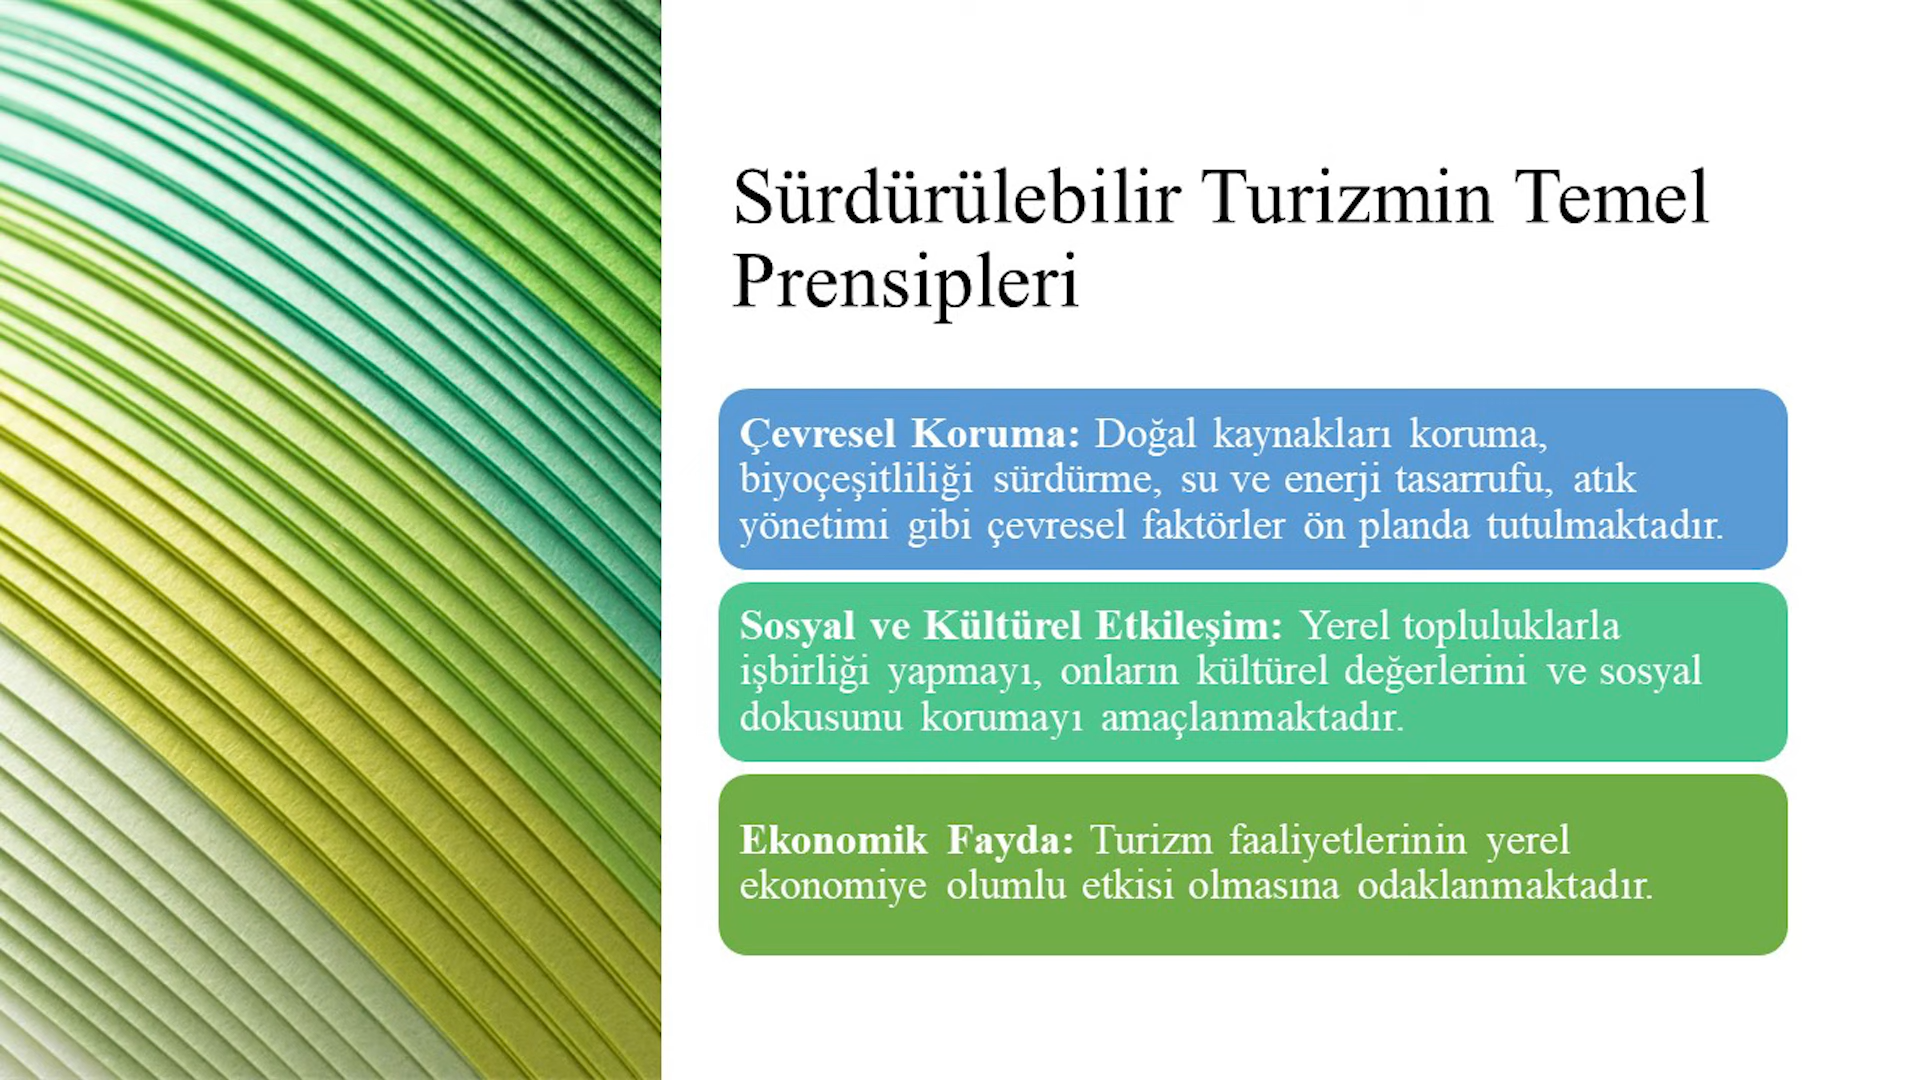 Sürdürülebilir Turizmin Temel
Prensipleri
Çevresel Koruma: Doğal kaynakları koruma,
biyoçeşitliliği sürdürme, su ve enerji tasarrufu, atık
yönetimi gibi çevresel faktörler ön planda tutulmaktadır.
Sosyal ve Kültürel Etkileşim: Yerel topluluklarla
işbirliği yapmayı, onların kültürel değerlerini ve sosyal
dokusunu korumayı amaçlanmaktadır.
Ekonomik Fayda: Turizm faaliyetlerinin yerel
ekonomiye olumlu etkisi olmasına odaklanmaktadır.